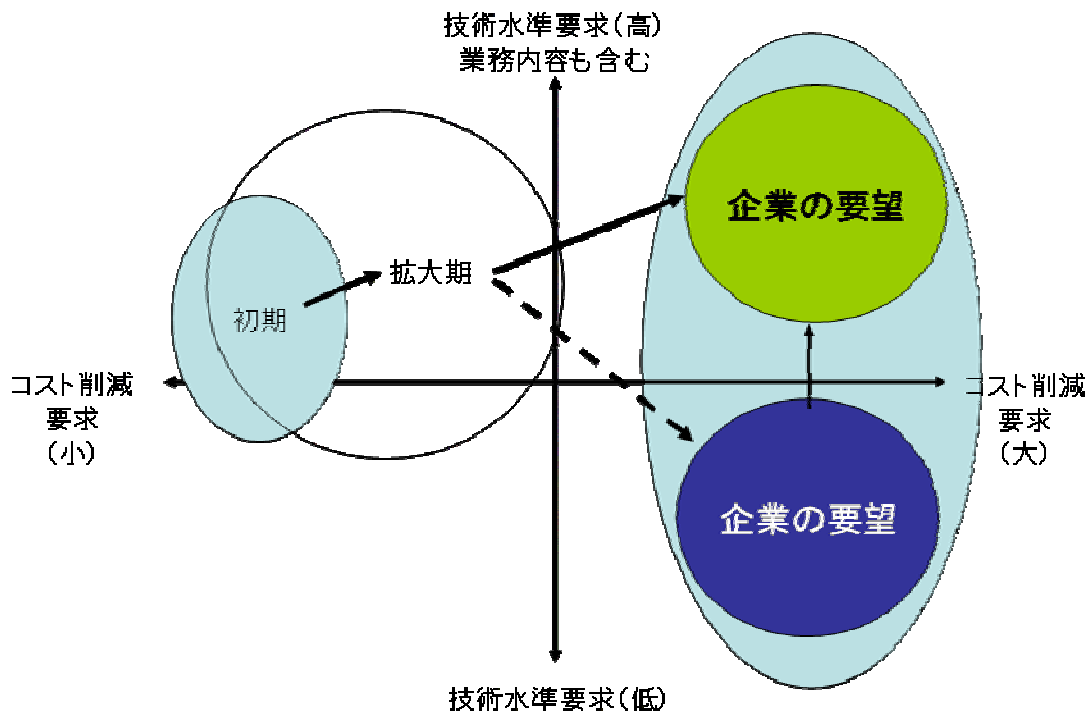 技術水準要求(高)
業務内容も含む
企業の要望
拡大期
初期
コスト削減
要求
(小)
コスト削減
要求
(大)
企業の要望
技術水準要求(低)